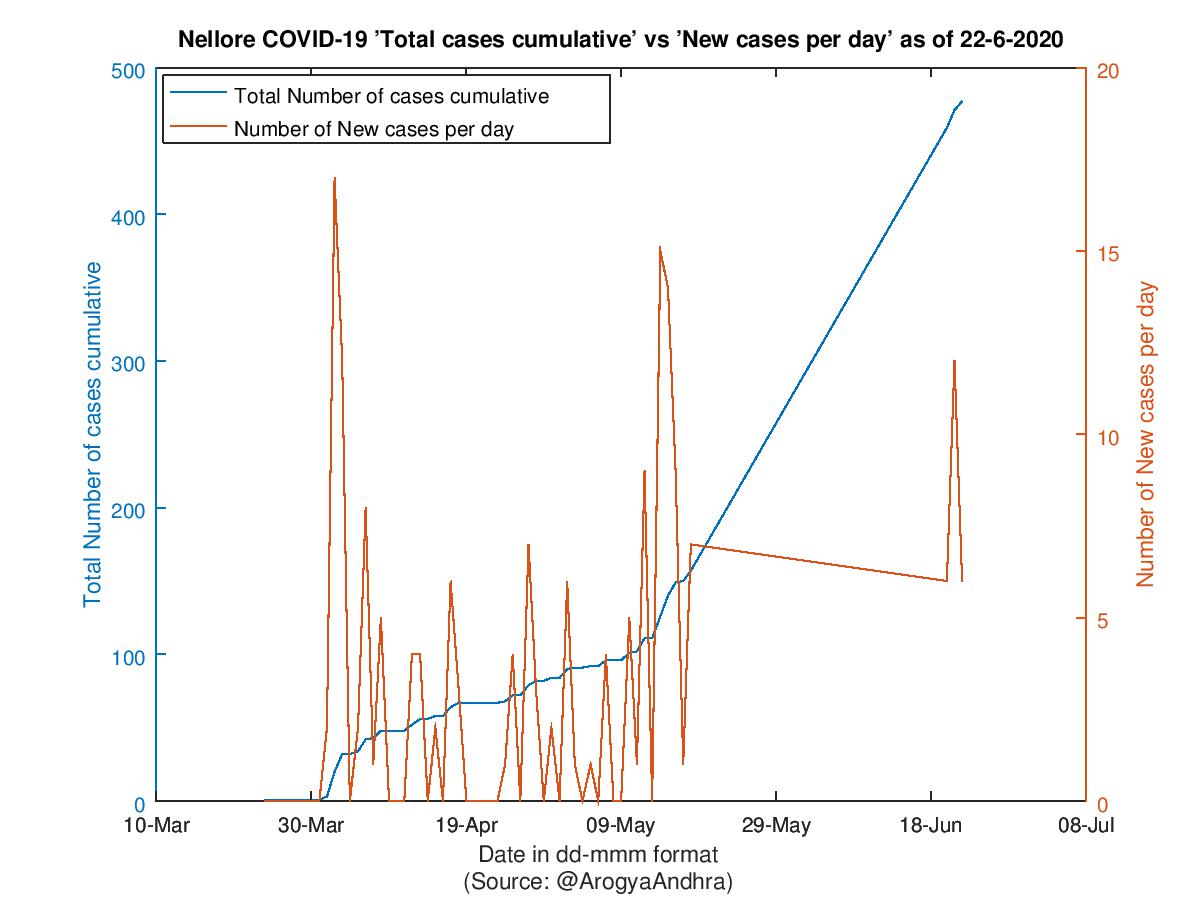 Nellore COVID-19 ’Total cases cumulative’ vs ’New cases per day’ as of 22-6-2020
Total Number of cases cumulative
Number of New cases per day
500
400
300
200
100
0
Total Number of cases cumulative
20
15
10
5
0
Number of New cases per day
10-Mar 30-Mar 19-Apr 09-May 29-May 18-Jun 08-Jul
Date in dd-mmm format
(Source: @ArogyaAndhra)